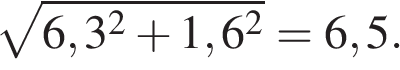 √(6,3² + 1,6²) = 6,5.